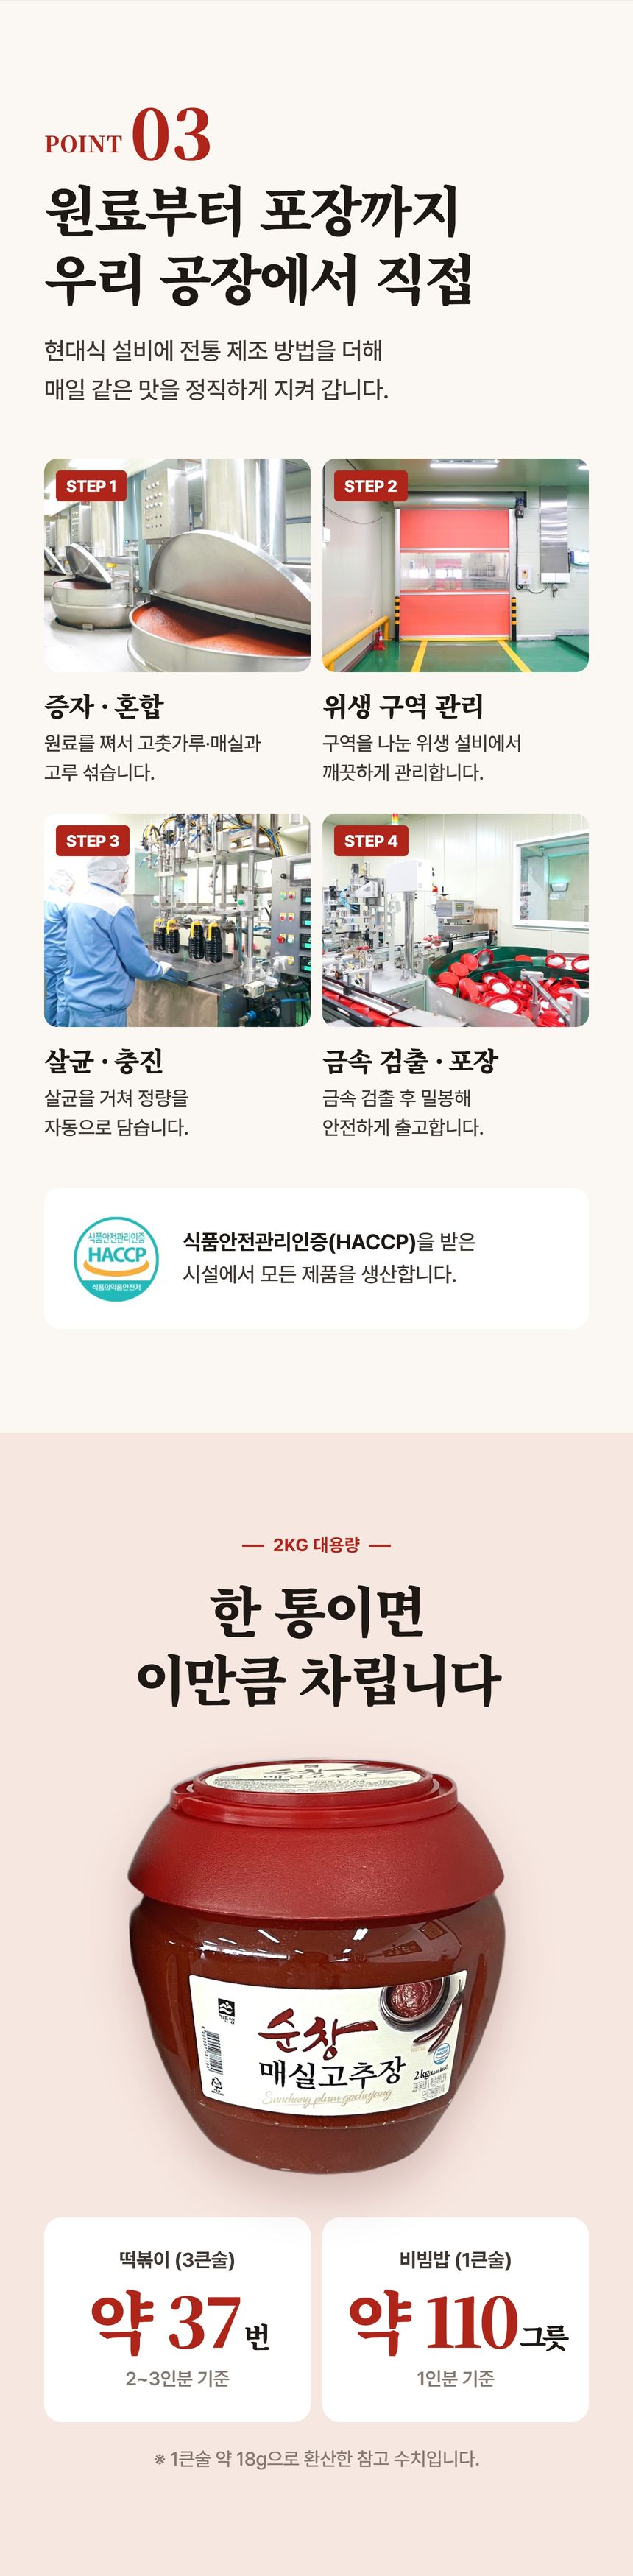 POINT 03
원료부터 포장까지
우리 공장에서 직접
현대식 설비에 전통 제조 방법을 더해
매일 같은 맛을 정직하게 지켜 갑니다.
STEP 1
증자 · 혼합
원료를 쪄서 고춧가루·매실과
고루 섞습니다.
STEP 2
위생 구역 관리
구역을 나눈 위생 설비에서
깨끗하게 관리합니다.
STEP 3
살균 · 충진
살균을 거쳐 정량을
자동으로 담습니다.
STEP 4
금속 검출 · 포장
금속 검출 후 밀봉해
안전하게 출고합니다.
식품안전관리인증
HACCP
식품의약품안전처
식품안전관리인증(HACCP)을 받은
시설에서 모든 제품을 생산합니다.
2KG 대용량
한 통이면
이만큼 차립니다
순창
매실고추장
2kg
Sunchang plum gochujang
떡볶이 (3큰술)
약 37번
2~3인분 기준
비빔밥 (1큰술)
약 110그릇
1인분 기준
※ 1큰술 약 18g으로 환산한 참고 수치입니다.